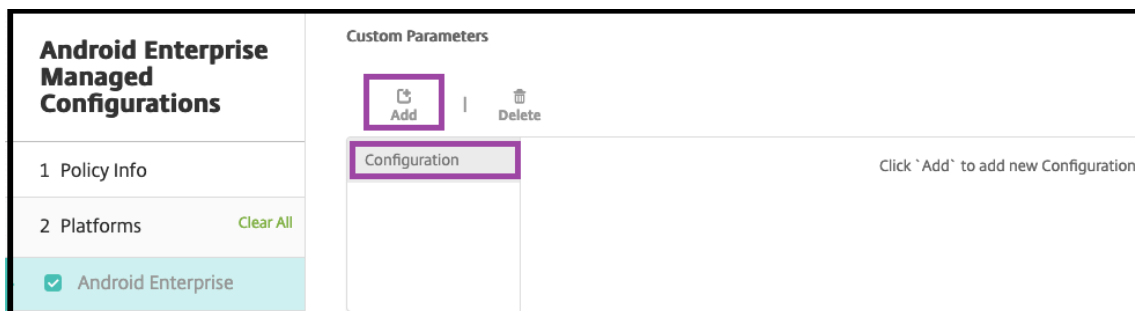 Android Enterprise
Managed
Configurations
1 Policy Info
2 Platforms
Clear All
Android Enterprise
Custom Parameters
Add
|
Delete
Configuration
Click `Add` to add new Configuration